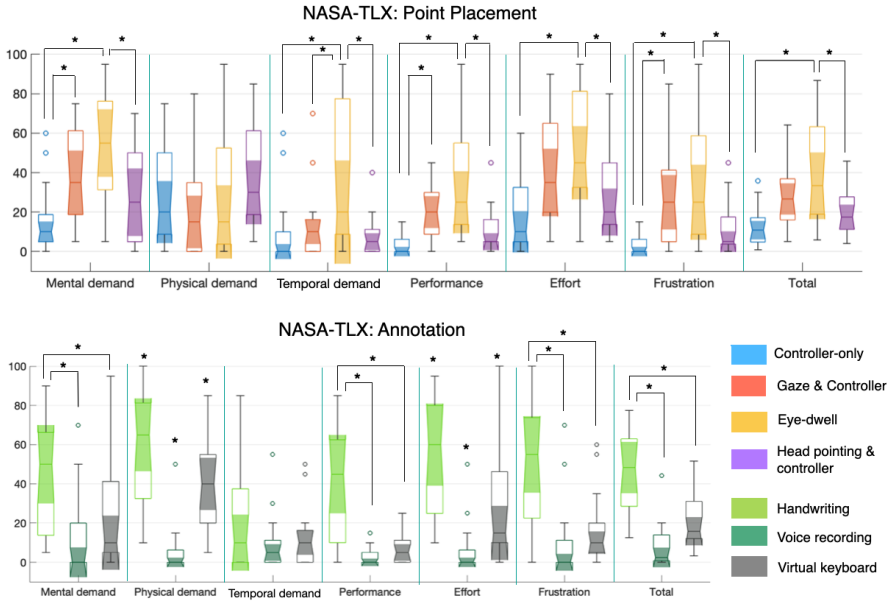 NASA-TLX: Point Placement
100
80
60
40
20
0
* * * * * * * * * * * * * *
Mental demand Physical demand Temporal demand Performance Effort Frustration Total
NASA-TLX: Annotation
100
80
60
40
20
0
* * * * * * * * * * * * * *
Mental demand Physical demand Temporal demand Performance Effort Frustration Total
Controller-only
Gaze & Controller
Eye-dwell
Head pointing &
controller
Handwriting
Voice recording
Virtual keyboard